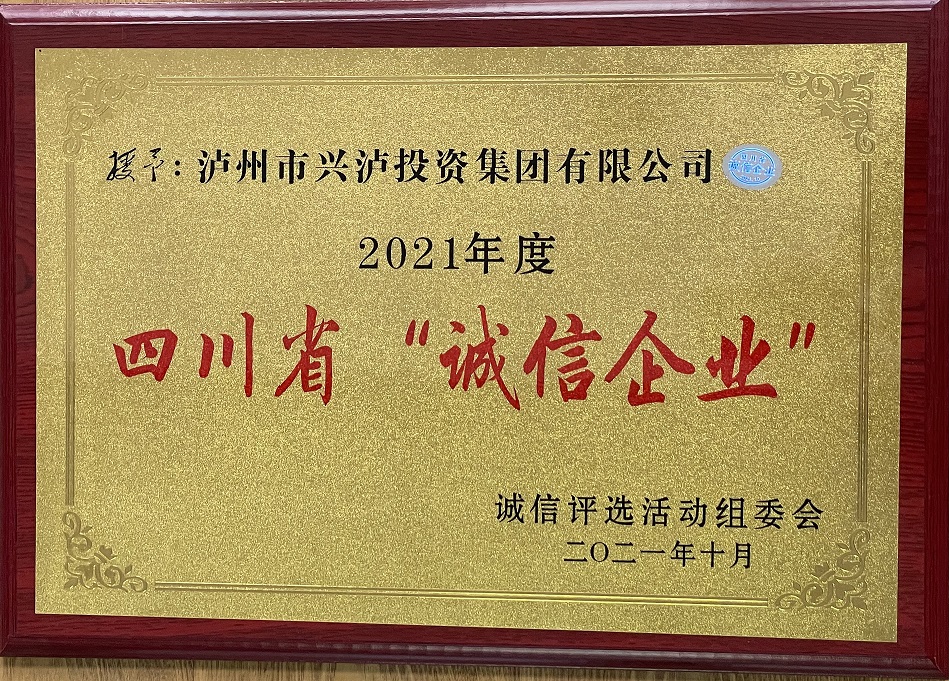 授予：泸州市兴泸投资集团有限公司
2021年度
四川省“诚信企业”
诚信评选活动组委会
二〇二一年十月